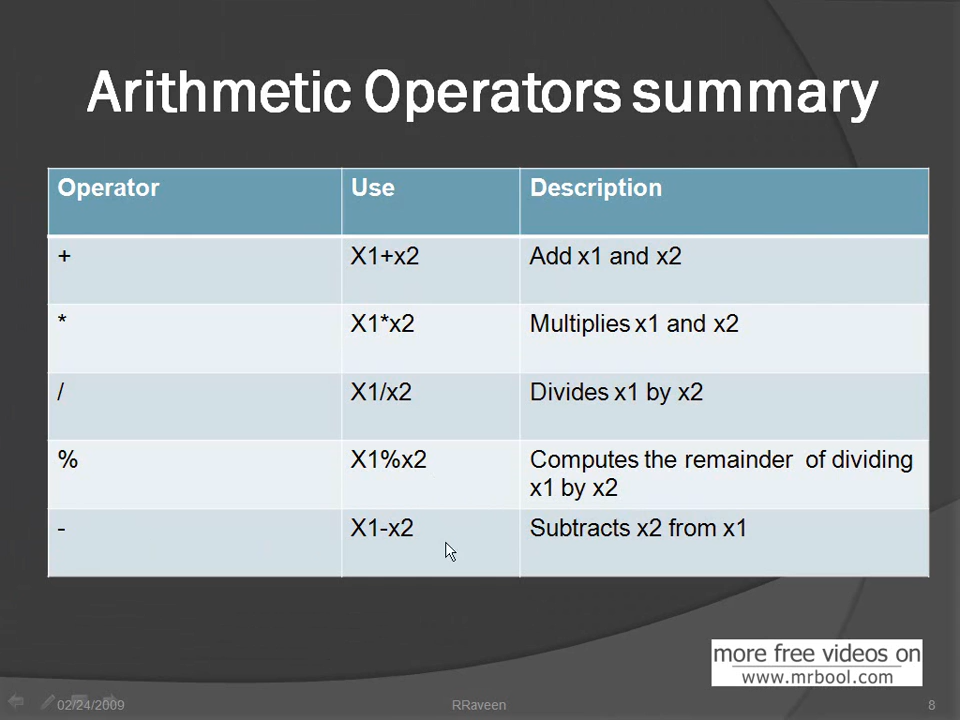 Arithmetic Operators summary
Operator Use Description
+ X1+x2 Add x1 and x2
* X1*x2 Multiplies x1 and x2
/ X1/x2 Divides x1 by x2
% X1%x2 Computes the remainder of dividing
x1 by x2
- X1-x2 Subtracts x2 from x1
more free videos on
www.mrbool.com
02/24/2009 RRaveen 8